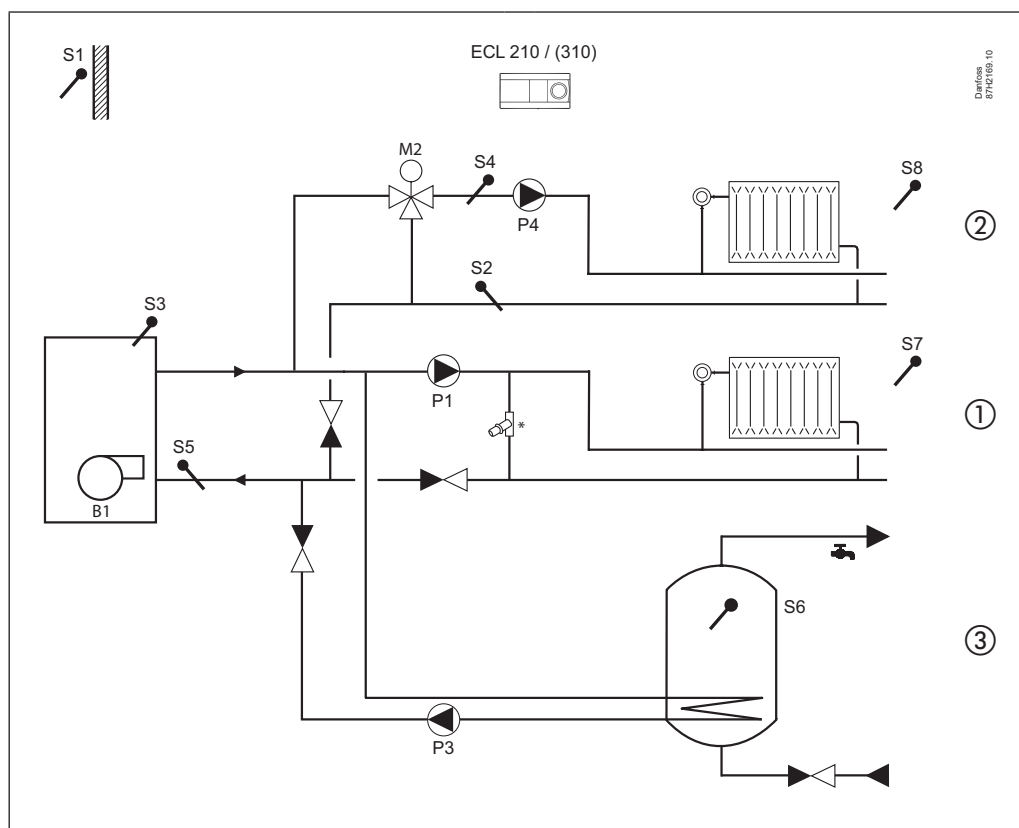 S1
ECL 210 / (310)
Danfoss
87H2169.10
M2
S4
S8
P4
②
S2
S3
S7
P1
*
①
S5
B1
S6
③
P3